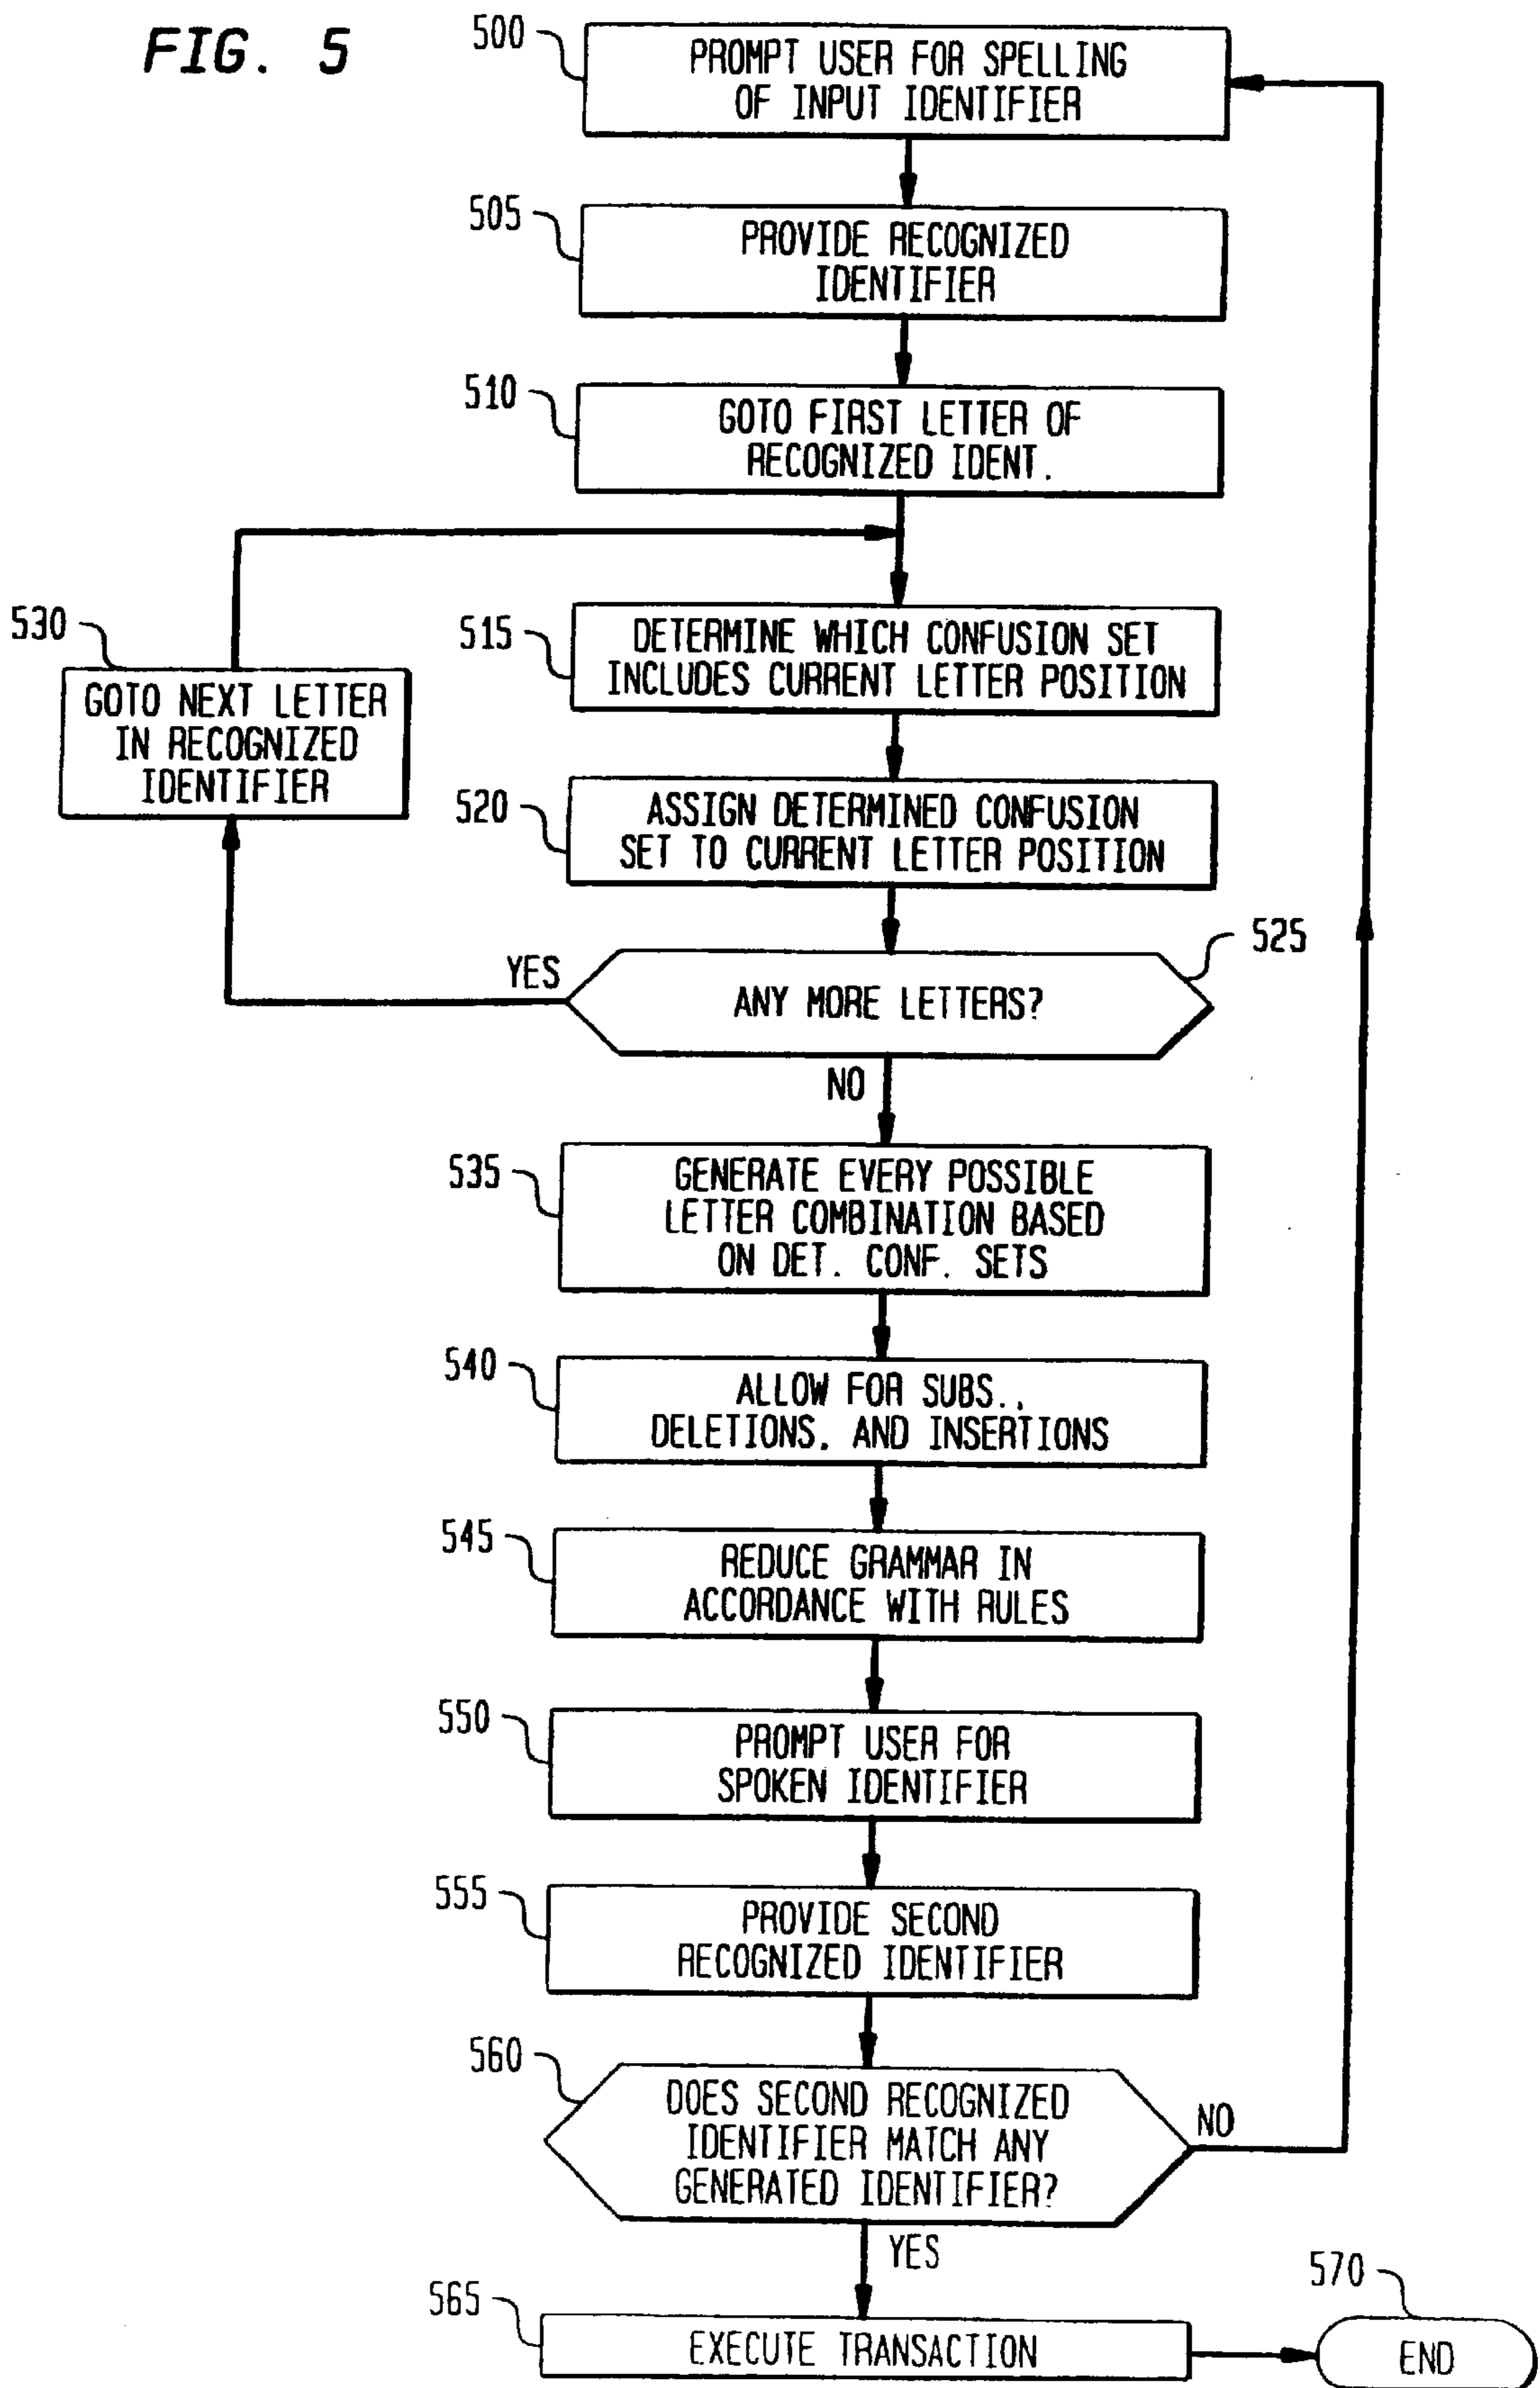 FIG. 5
500
PROMPT USER FOR SPELLING
OF INPUT IDENTIFIER
505
PROVIDE RECOGNIZED
IDENTIFIER
510
GOTO FIRST LETTER OF
RECOGNIZED IDENT.
515
DETERMINE WHICH CONFUSION SET
INCLUDES CURRENT LETTER POSITION
530
GOTO NEXT LETTER
IN RECOGNIZED
IDENTIFIER
520
ASSIGN DETERMINED CONFUSION
SET TO CURRENT LETTER POSITION
525
YES
ANY MORE LETTERS?
NO
535
GENERATE EVERY POSSIBLE
LETTER COMBINATION BASED
ON DET. CONF. SETS
540
ALLOW FOR SUBS.,
DELETIONS, AND INSERTIONS
545
REDUCE GRAMMAR IN
ACCORDANCE WITH RULES
550
PROMPT USER FOR
SPOKEN IDENTIFIER
555
PROVIDE SECOND
RECOGNIZED IDENTIFIER
560
DOES SECOND RECOGNIZED
IDENTIFIER MATCH ANY
GENERATED IDENTIFIER?
NO
YES
565
EXECUTE TRANSACTION
570
END